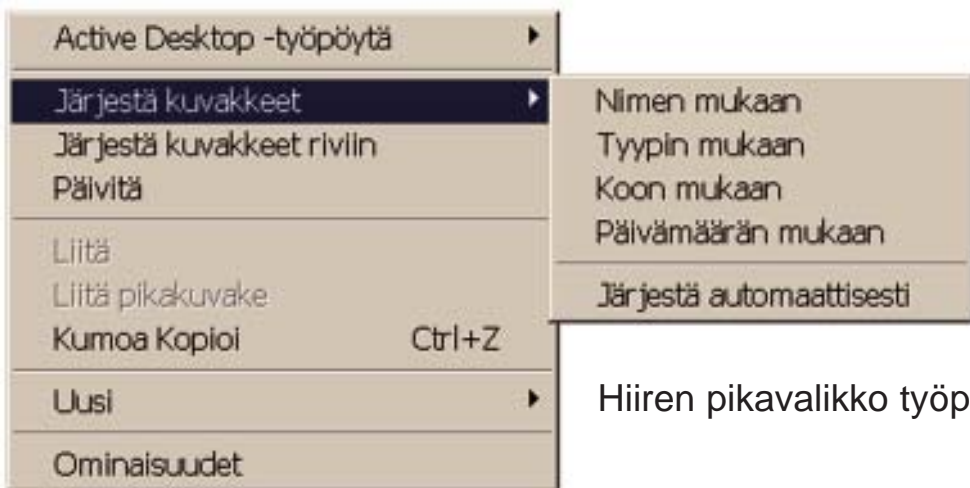 Active Desktop -työpöytä
Järjestä kuvakkeet
Järjestä kuvakkeet riviin
Päivitä
Liitä
Liitä pikakuvake
Kumoa Kopioi Ctrl+Z
Uusi
Ominaisuudet
Nimen mukaan
Tyypin mukaan
Koon mukaan
Päivämäärän mukaan
Järjestä automaattisesti
Hiiren pikavalikko työp